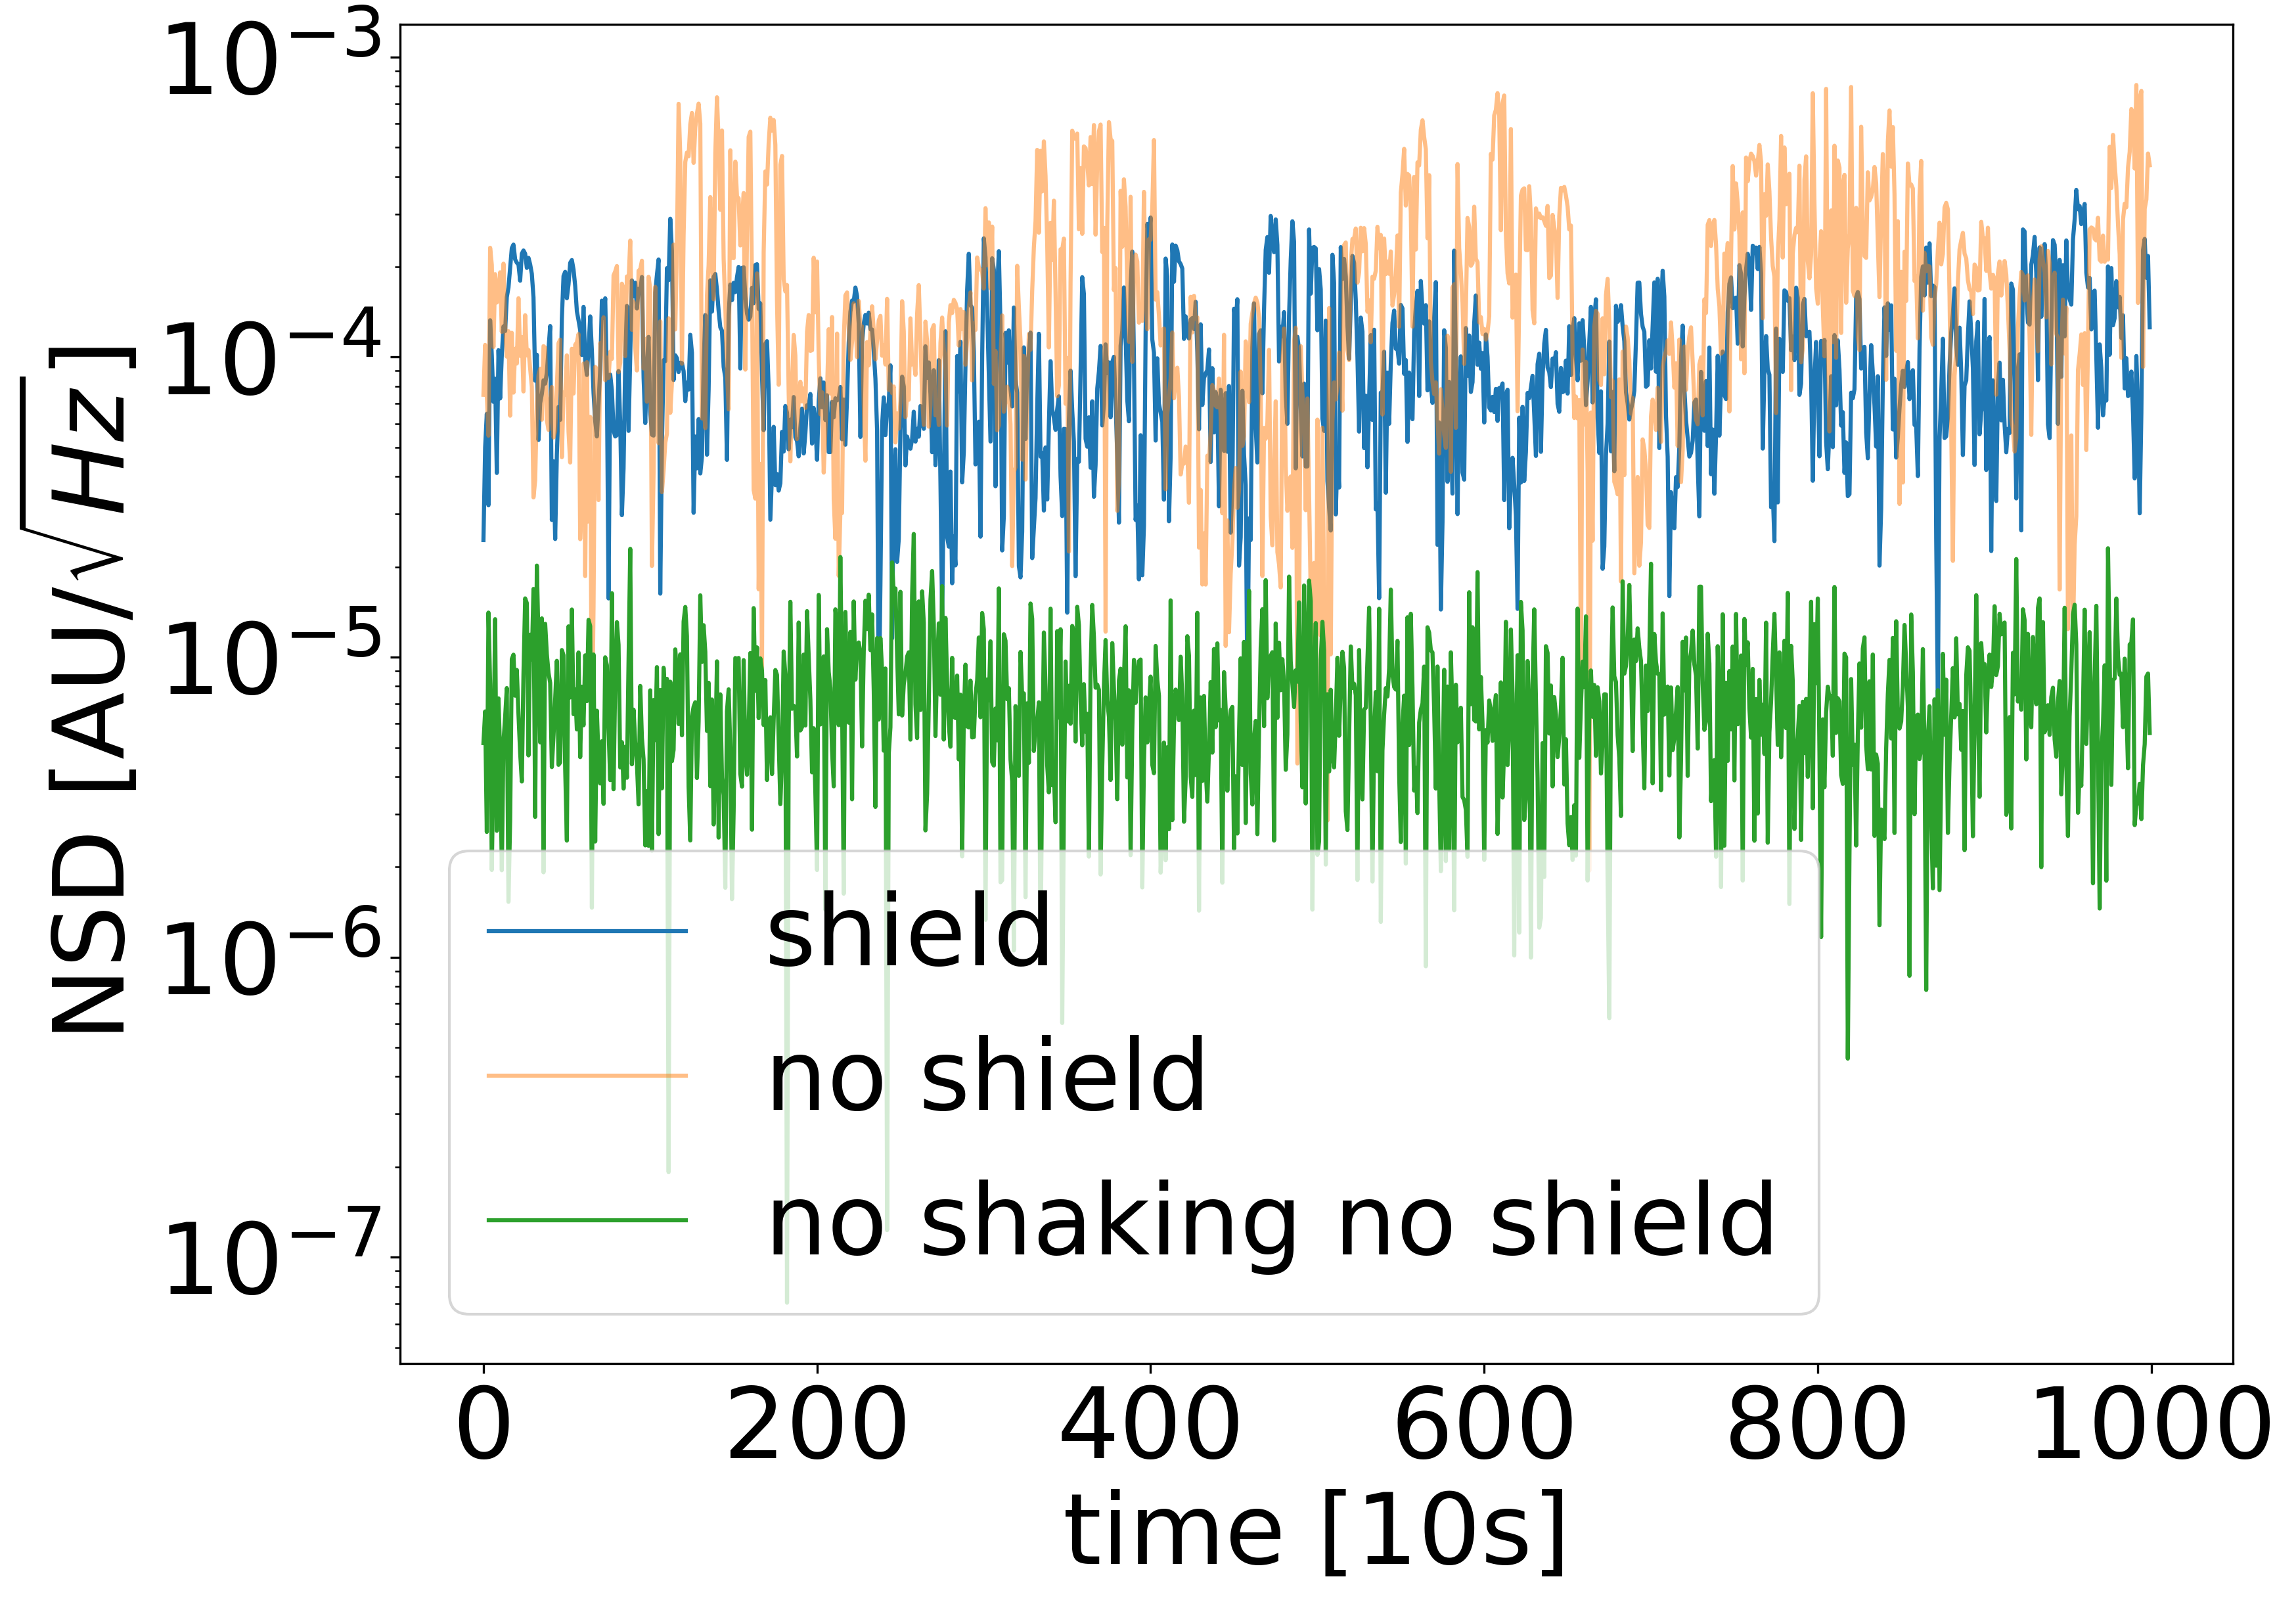 NSD [AU/√Hz]
10⁻³
10⁻⁴
10⁻⁵
10⁻⁶
10⁻⁷
shield
no shield
no shaking no shield
0 200 400 600 800 1000
time [10s]